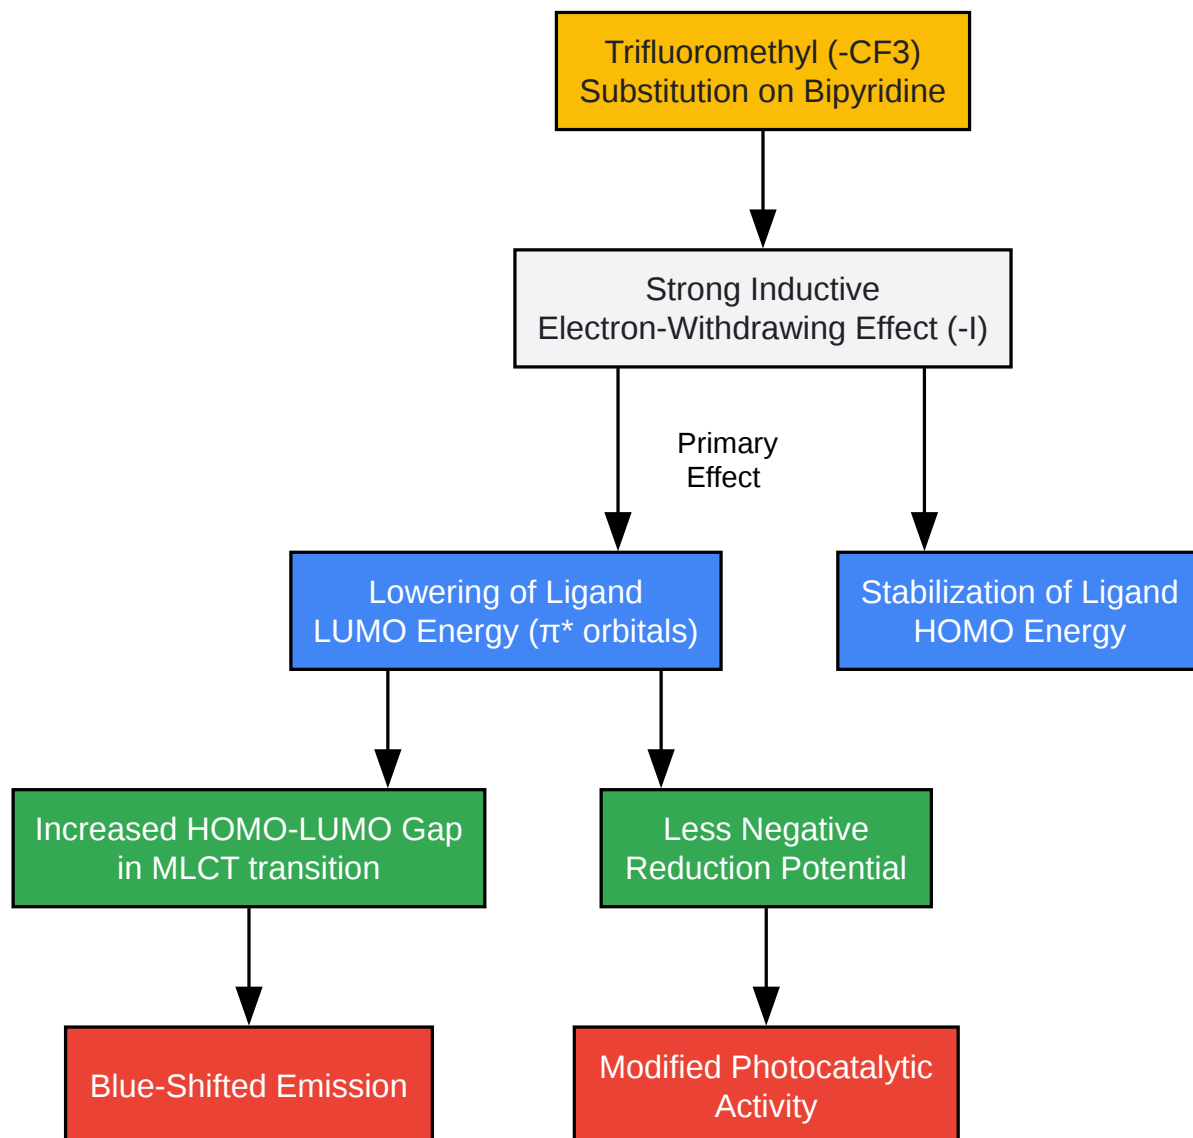 Trifluoromethyl (-CF3)
Substitution on Bipyridine
Strong Inductive
Electron-Withdrawing Effect (-I)
Primary
Effect
Lowering of Ligand
LUMO Energy (π* orbitals)
Stabilization of Ligand
HOMO Energy
Increased HOMO-LUMO Gap
in MLCT transition
Less Negative
Reduction Potential
Blue-Shifted Emission
Modified Photocatalytic
Activity